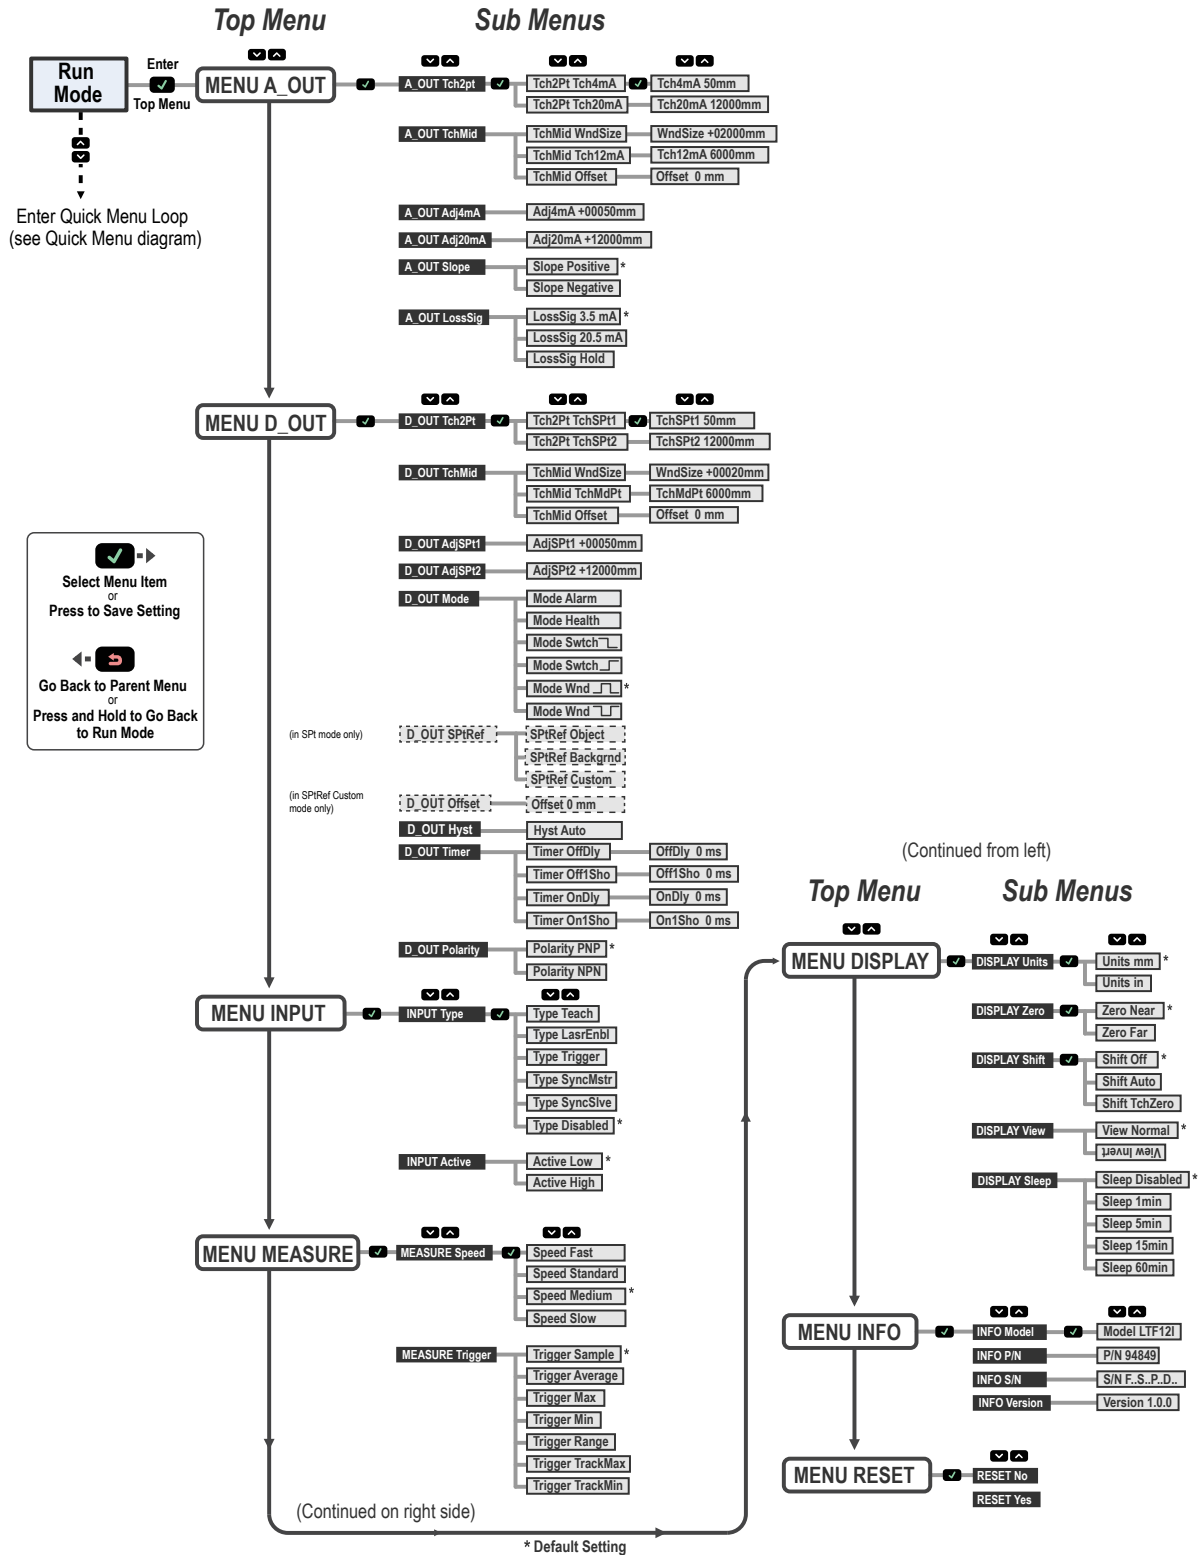 Top Menu
Sub Menus
Run
Mode
Enter
Top Menu
Enter Quick Menu Loop
(see Quick Menu diagram)
MENU A_OUT
A_OUT Tch2pt
Tch2Pt Tch4mA
Tch4mA 50mm
Tch2Pt Tch20mA
Tch20mA 12000mm
A_OUT TchMid
TchMid WndSize
WndSize +02000mm
TchMid Tch12mA
Tch12mA 6000mm
TchMid Offset
Offset 0 mm
A_OUT Adj4mA
Adj4mA +00050mm
A_OUT Adj20mA
Adj20mA +12000mm
A_OUT Slope
Slope Positive *
Slope Negative
A_OUT LossSig
LossSig 3.5 mA *
LossSig 20.5 mA
LossSig Hold
MENU D_OUT
D_OUT Tch2Pt
Tch2Pt TchSPt1
TchSPt1 50mm
Tch2Pt TchSPt2
TchSPt2 12000mm
D_OUT TchMid
TchMid WndSize
WndSize +00020mm
TchMid TchMdPt
TchMdPt 6000mm
TchMid Offset
Offset 0 mm
D_OUT AdjSPt1
AdjSPt1 +00050mm
D_OUT AdjSPt2
AdjSPt2 +12000mm
D_OUT Mode
Mode Alarm
Mode Health
Mode Swtch
Mode Swtch
Mode Wnd *
Mode Wnd
(in SPt mode only)
D_OUT SPtRef
SPtRef Object
SPtRef Backgrnd
SPtRef Custom
(in SPtRef Custom
mode only)
D_OUT Offset
Offset 0 mm
D_OUT Hyst
Hyst Auto
D_OUT Timer
Timer OffDly
OffDly 0 ms
Timer Off1Sho
Off1Sho 0 ms
Timer OnDly
OnDly 0 ms
Timer On1Sho
On1Sho 0 ms
D_OUT Polarity
Polarity PNP *
Polarity NPN
Select Menu Item
or
Press to Save Setting
Go Back to Parent Menu
or
Press and Hold to Go Back
to Run Mode
MENU INPUT
INPUT Type
Type Teach
Type LasrEnbl
Type Trigger
Type SyncMstr
Type SyncSlve
Type Disabled *
INPUT Active
Active Low *
Active High
MENU MEASURE
MEASURE Speed
Speed Fast
Speed Standard
Speed Medium *
Speed Slow
MEASURE Trigger
Trigger Sample *
Trigger Average
Trigger Max
Trigger Min
Trigger Range
Trigger TrackMax
Trigger TrackMin
(Continued on right side)
* Default Setting
(Continued from left)
Top Menu
Sub Menus
MENU DISPLAY
DISPLAY Units
Units mm *
Units in
DISPLAY Zero
Zero Near *
Zero Far
DISPLAY Shift
Shift Off *
Shift Auto
Shift TchZero
DISPLAY View
View Normal *
View Invert
DISPLAY Sleep
Sleep Disabled *
Sleep 1min
Sleep 5min
Sleep 15min
Sleep 60min
MENU INFO
INFO Model
Model LTF12I
INFO P/N
P/N 94849
INFO S/N
S/N F..S..P..D..
INFO Version
Version 1.0.0
MENU RESET
RESET No
RESET Yes